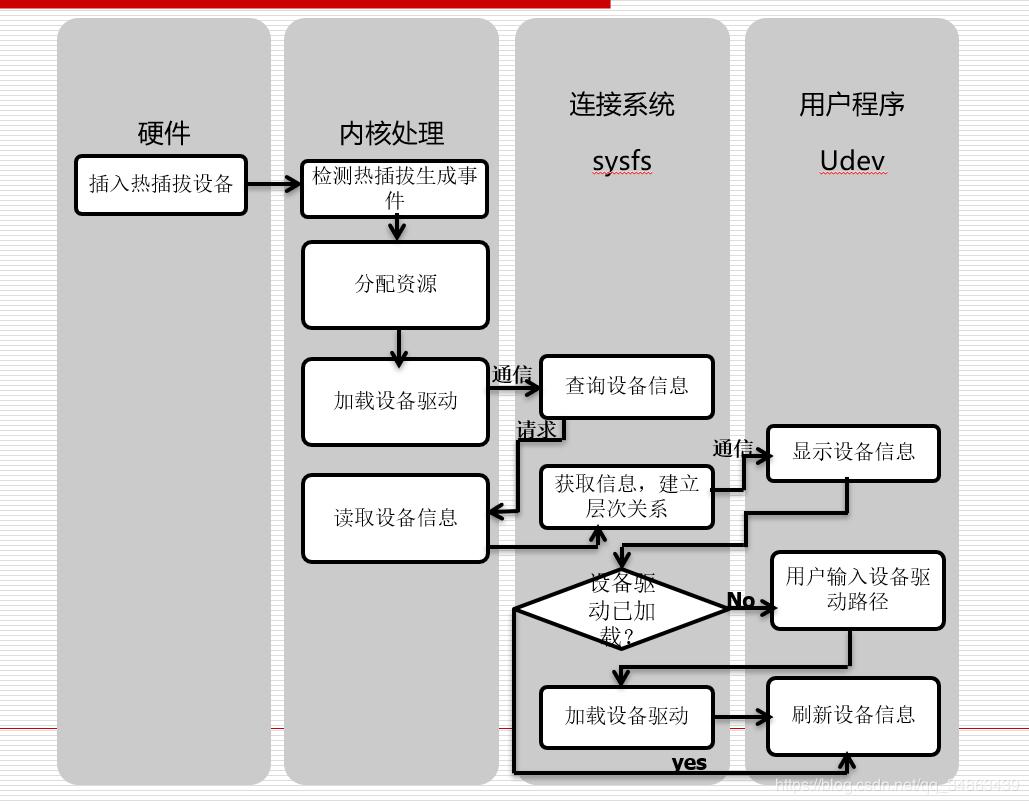 硬件
内核处理
连接系统
sysfs
用户程序
Udev
插入热插拔设备
检测热插拔生成事
件
分配资源
加载设备驱动
通信
查询设备信息
请求
读取设备信息
获取信息，建立
层次关系
通信
显示设备信息
设备驱
动已加
载？
No
用户输入设备驱
动路径
加载设备驱动
刷新设备信息
yes
https://blog.csdn.net/qq_34863439